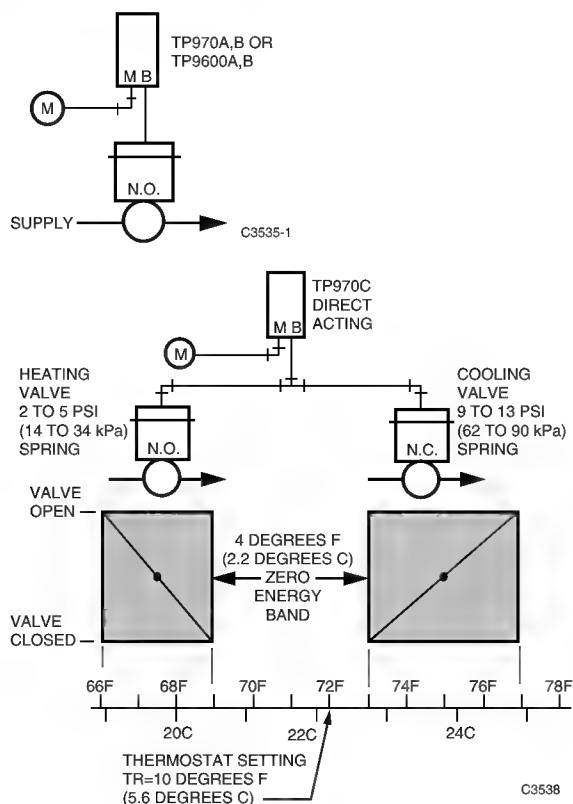 TP970A,B OR
TP9600A,B
M B
M
N.O.
SUPPLY
C3535-1
TP970C
DIRECT
ACTING
M B
M
HEATING
VALVE
2 TO 5 PSI
(14 TO 34 kPa)
SPRING
N.O.
COOLING
VALVE
9 TO 13 PSI
(62 TO 90 kPa)
SPRING
N.C.
VALVE
OPEN
4 DEGREES F
(2.2 DEGREES C)
ZERO
ENERGY
BAND
VALVE
CLOSED
66F 68F 70F 72F 74F 76F 78F
20C 22C 24C
THERMOSTAT SETTING
TR=10 DEGREES F
(5.6 DEGREES C)
C3538